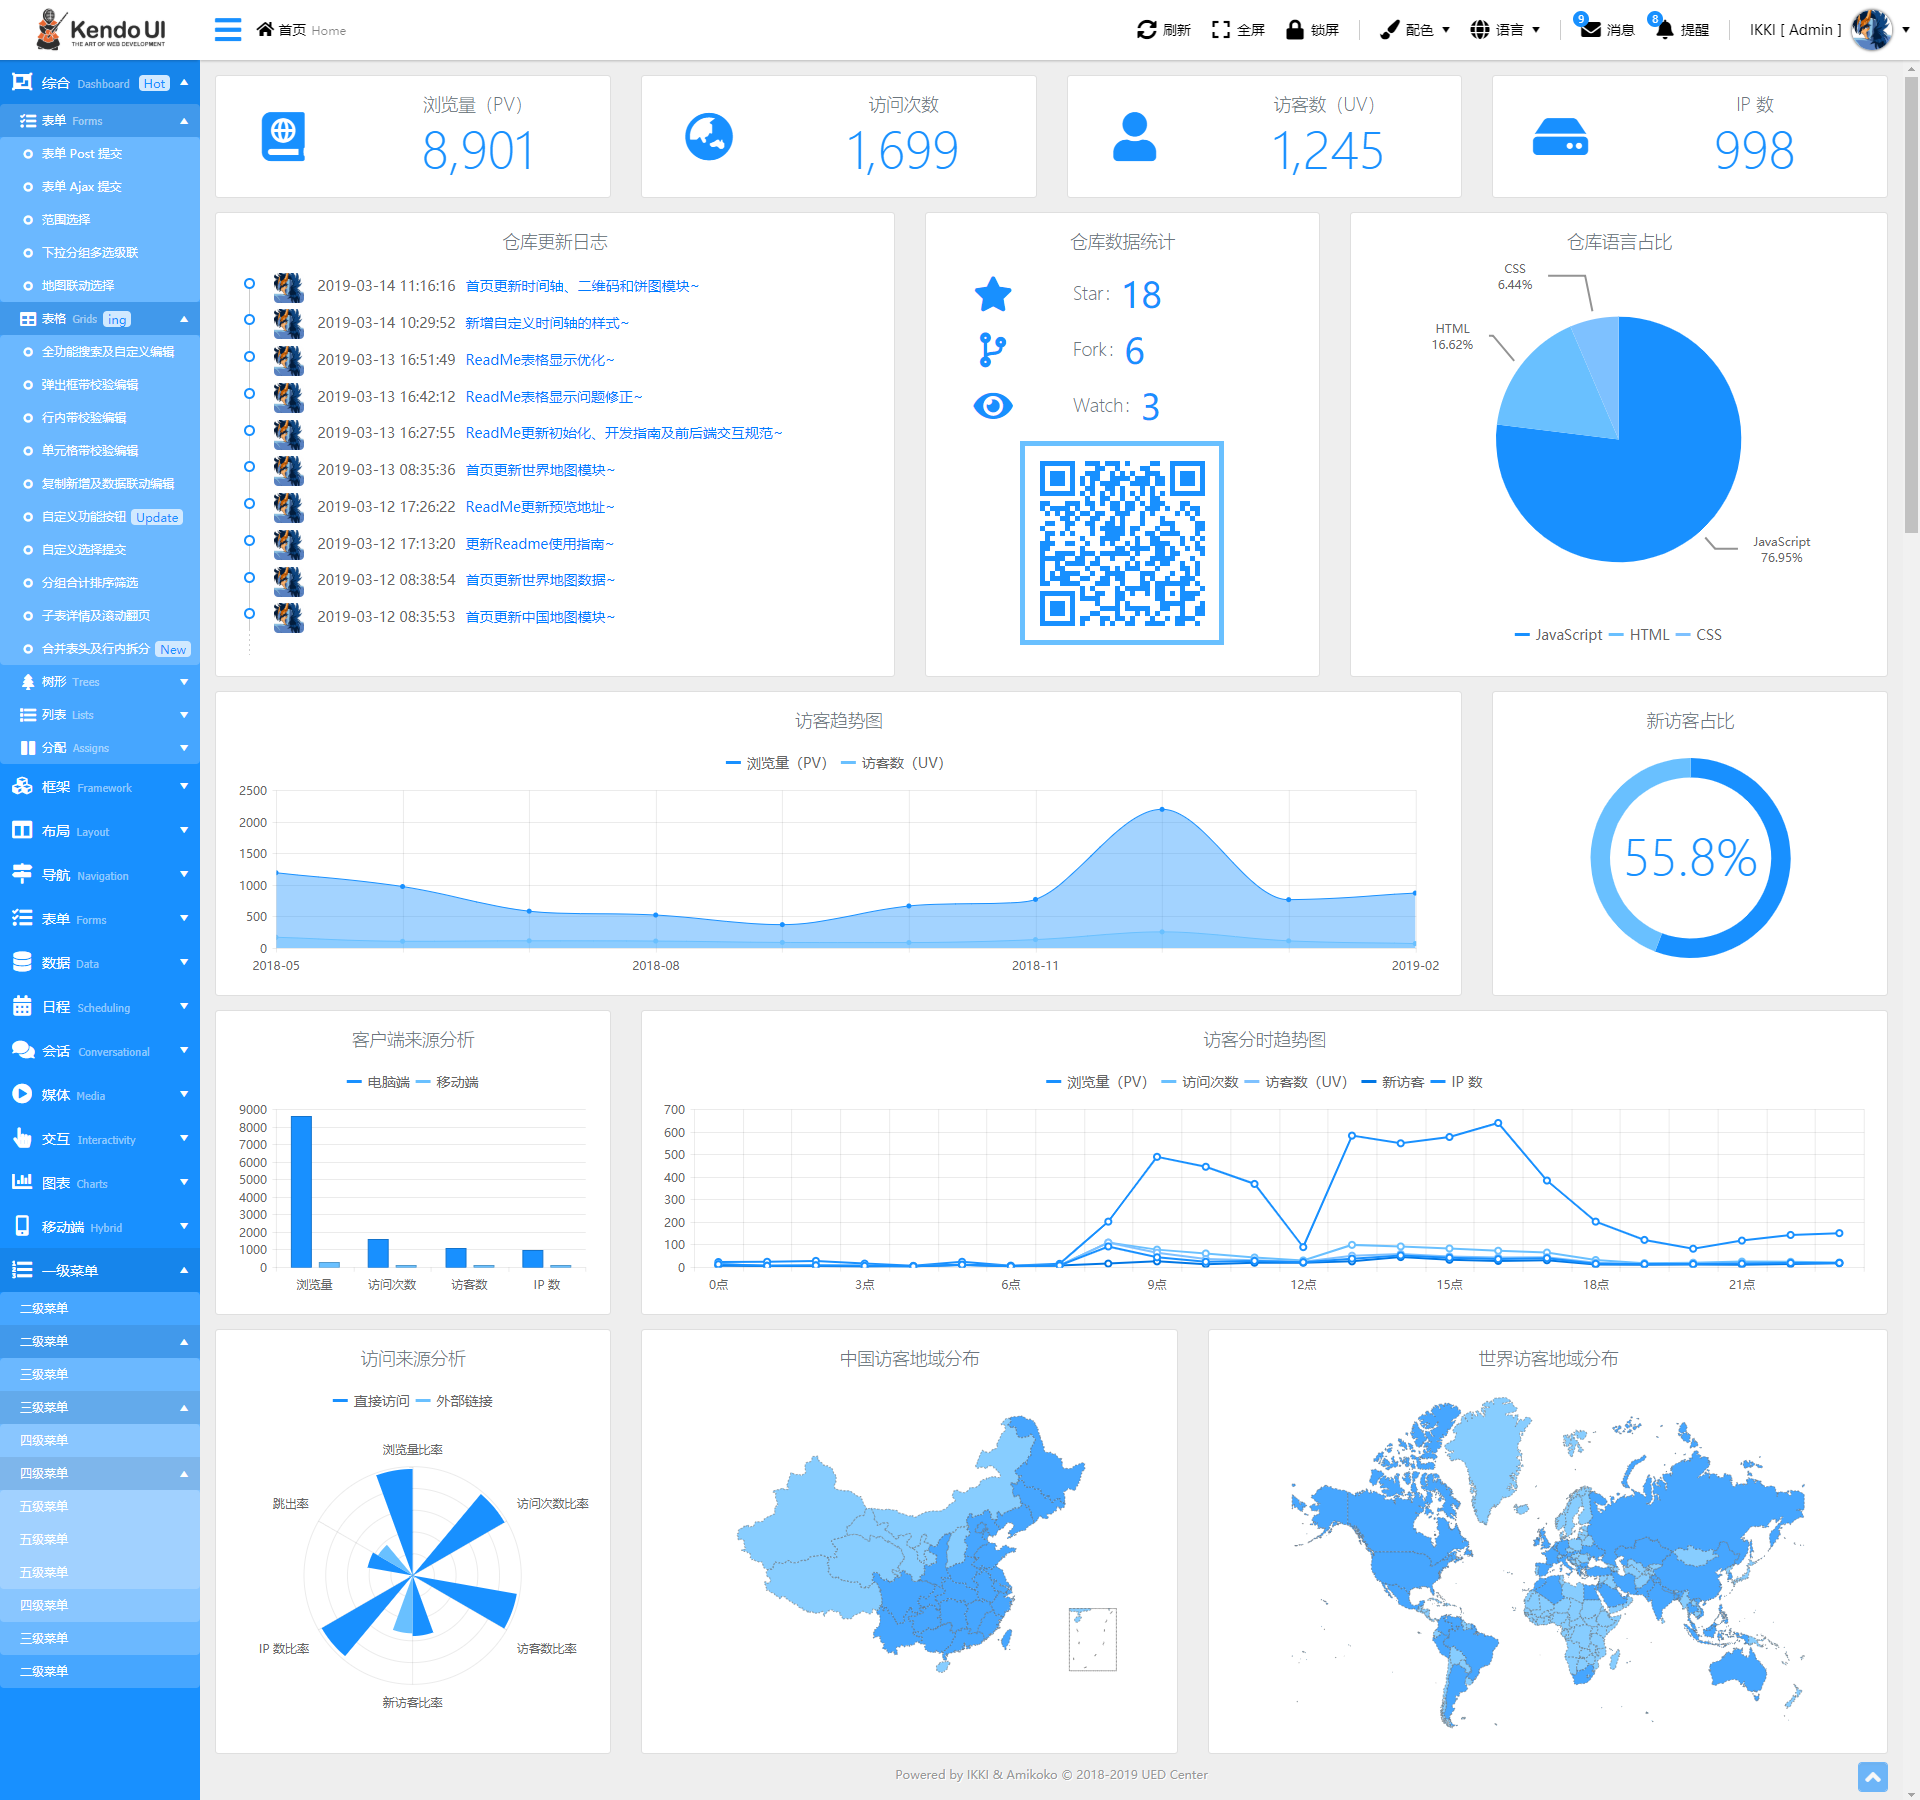 Kendo UI
THE ART OF WEB DEVELOPMENT
首页 Home
刷新
全屏
锁屏
配色
语言
9
消息
8
提醒
IKKI [ Admin ]
综合 Dashboard Hot
表单 Forms
表单 Post 提交
表单 Ajax 提交
范围选择
下拉分组多选级联
地图联动选择
表格 Grids ing
全功能搜索及自定义编辑
弹出框带校验编辑
行内带校验编辑
单元格带校验编辑
复制新增及数据联动编辑
自定义功能按钮 Update
自定义选择提交
分组合计排序筛选
子表详情及滚动翻页
合并表头及行内拆分 New
树形 Trees
列表 Lists
分配 Assigns
框架 Framework
布局 Layout
导航 Navigation
表单 Forms
数据 Data
日程 Scheduling
会话 Conversational
媒体 Media
交互 Interactivity
图表 Charts
移动端 Hybrid
一级菜单
二级菜单
二级菜单
三级菜单
三级菜单
四级菜单
四级菜单
五级菜单
五级菜单
五级菜单
四级菜单
三级菜单
二级菜单
浏览量（PV）
8,901
访问次数
1,699
访客数（UV）
1,245
IP 数
998
仓库更新日志
2019-03-14 11:16:16 首页更新时间轴、二维码和饼图模块~
2019-03-14 10:29:52 新增自定义时间轴的样式~
2019-03-13 16:51:49 ReadMe表格显示优化~
2019-03-13 16:42:12 ReadMe表格显示问题修正~
2019-03-13 16:27:55 ReadMe更新初始化、开发指南及前后端交互规范~
2019-03-13 08:35:36 首页更新世界地图模块~
2019-03-12 17:26:22 ReadMe更新预览地址~
2019-03-12 17:13:20 更新Readme使用指南~
2019-03-12 08:38:54 首页更新世界地图数据~
2019-03-12 08:35:53 首页更新中国地图模块~
仓库数据统计
Star: 18
Fork: 6
Watch: 3
仓库语言占比
CSS
6.44%
HTML
16.62%
JavaScript
76.95%
JavaScript HTML CSS
访客趋势图
浏览量（PV） 访客数（UV）
2500
2000
1500
1000
500
0
2018-05 2018-08 2018-11 2019-02
新访客占比
55.8%
客户端来源分析
电脑端 移动端
9000
8000
7000
6000
5000
4000
3000
2000
1000
0
浏览量 访问次数 访客数 IP 数
访客分时趋势图
浏览量（PV） 访问次数 访客数（UV） 新访客 IP 数
700
600
500
400
300
200
100
0
0点 3点 6点 9点 12点 15点 18点 21点
访问来源分析
直接访问 外部链接
浏览量比率
跳出率
访问次数比率
IP 数比率
访客数比率
新访客比率
中国访客地域分布
世界访客地域分布
Powered by IKKI & Amikoko © 2018-2019 UED Center